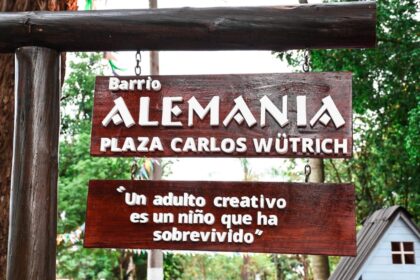 Barrio
ALEMANIA
PLAZA CARLOS WÜTRICH
"Un adulto creativo
es un niño que ha
sobrevivido"